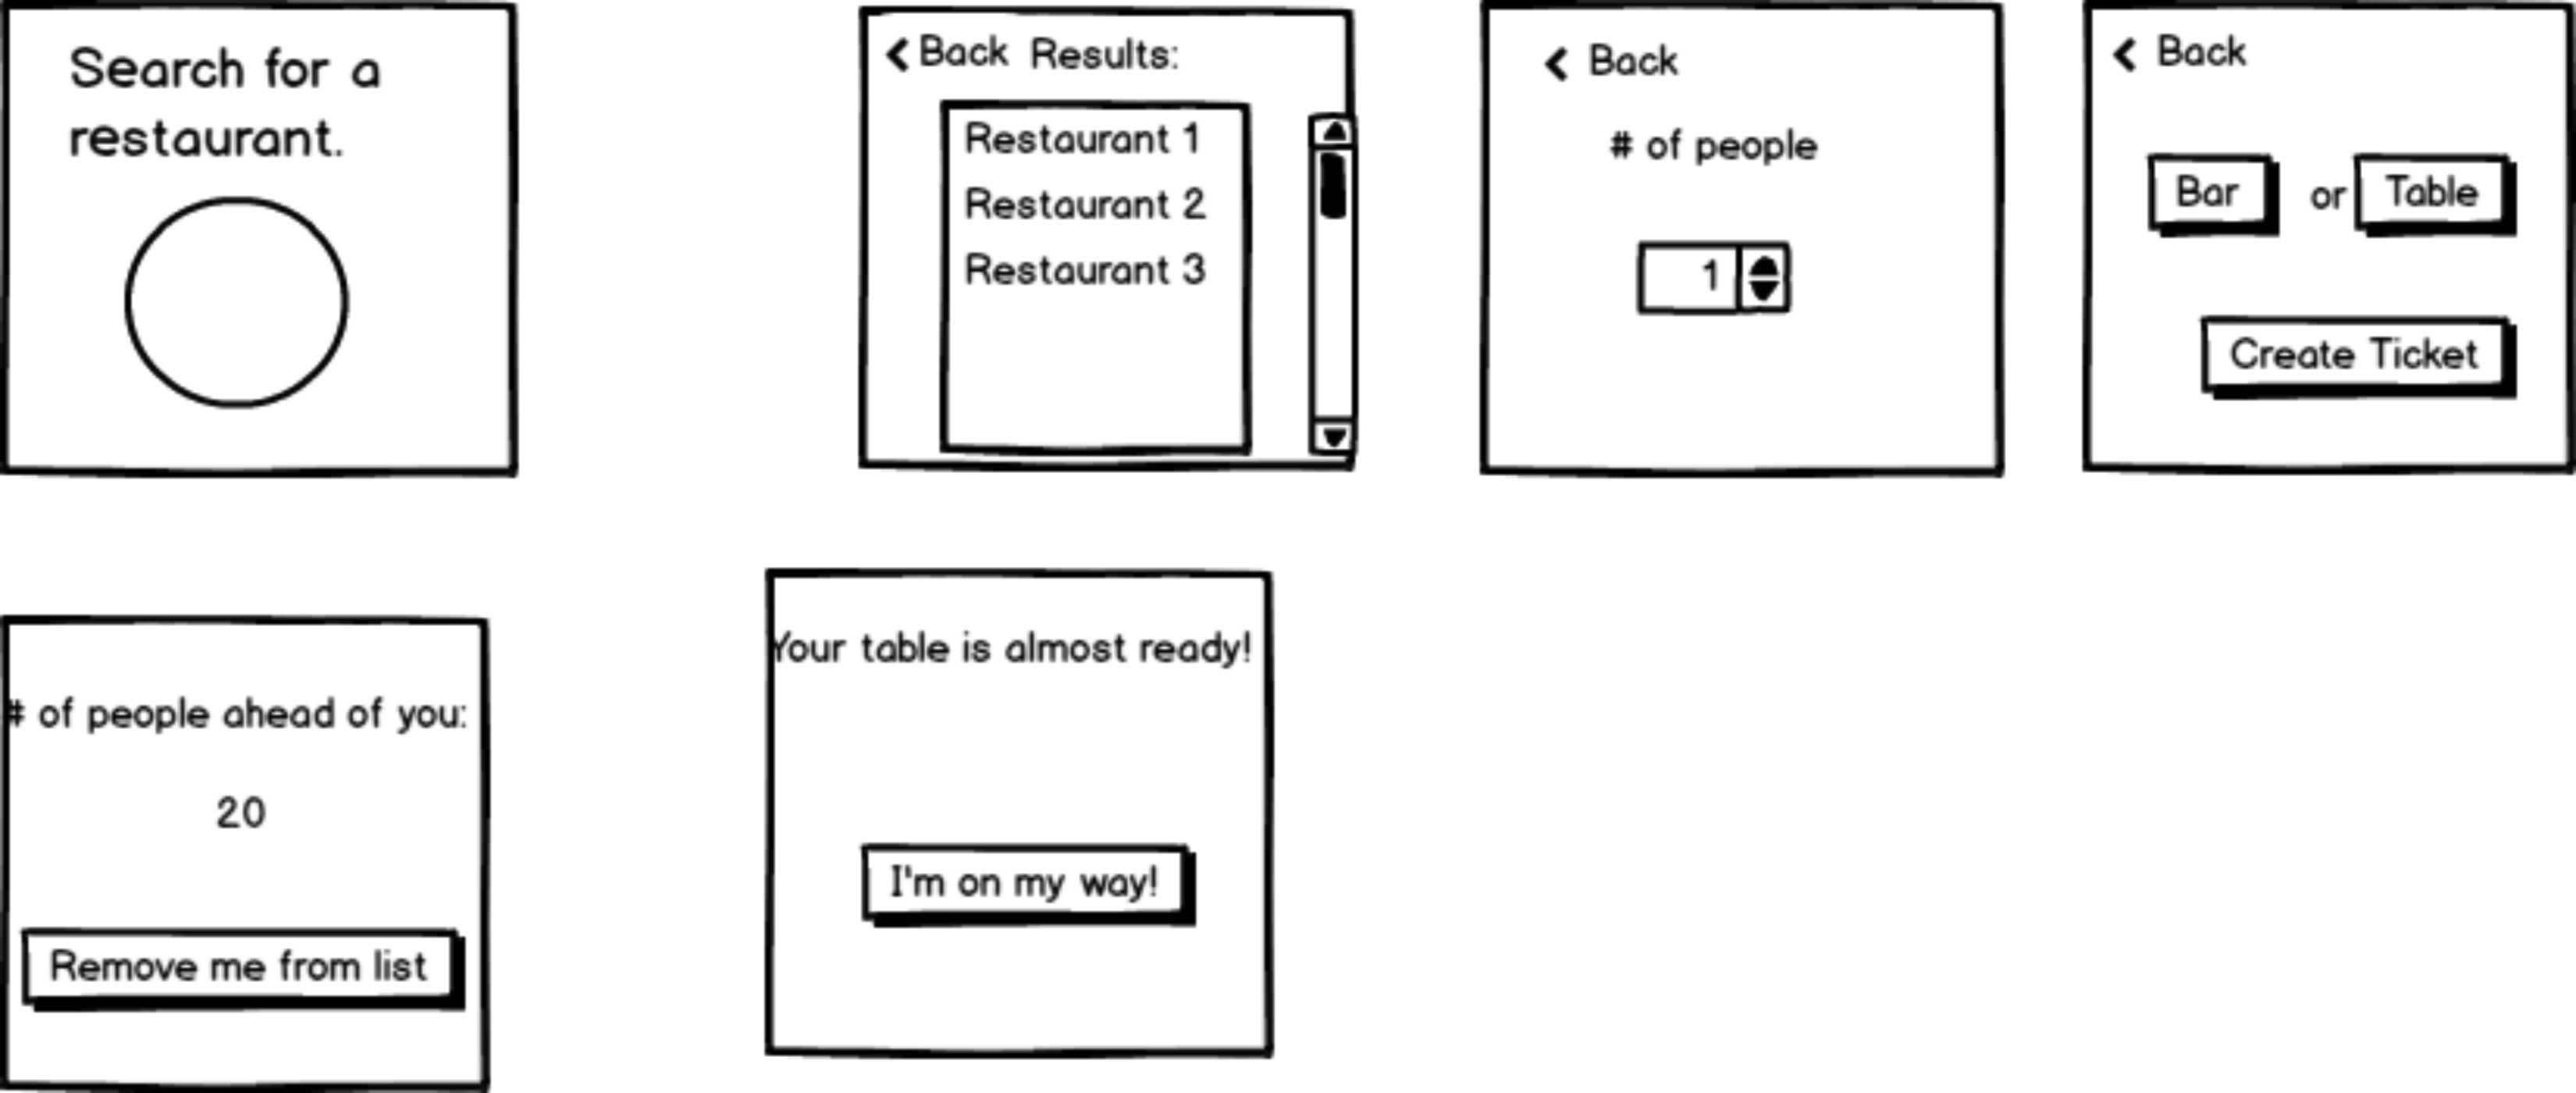 Search for a
restaurant.
< Back Results:
Restaurant 1
Restaurant 2
Restaurant 3
< Back
# of people
1
< Back
Bar or Table
Create Ticket
# of people ahead of you:
20
Remove me from list
Your table is almost ready!
I'm on my way!